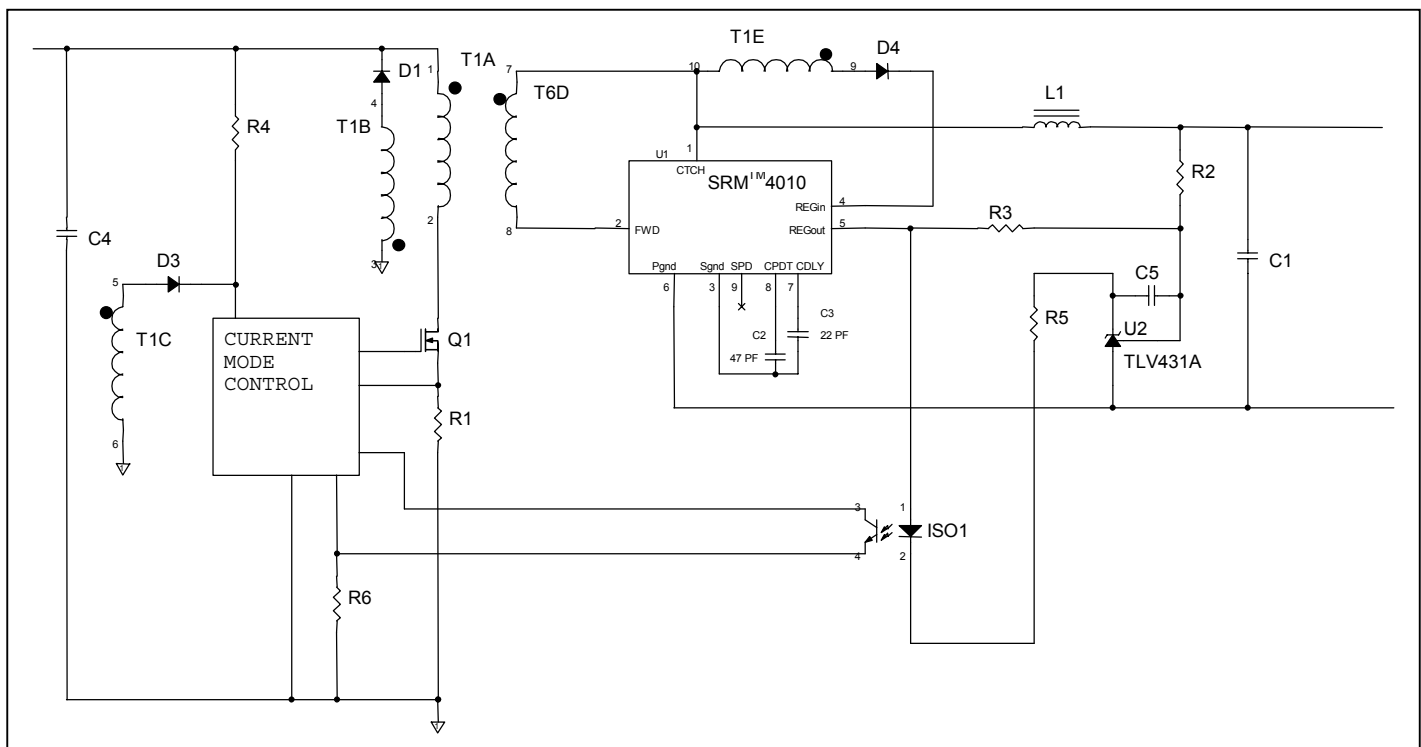 T1E
D4
10
9
D1
1
T1A
7
T6D
L1
4
R4
T1B
U1
1
CTCH
SRM™4010
R2
REGin
4
2
8
2
FWD
REGout
5
R3
C4
3
Pgnd
Sgnd
SPD
CPDT
CDLY
C1
D3
5
6
3
9
8
7
C5
T1C
CURRENT
MODE
CONTROL
Q1
C2
47 PF
C3
22 PF
R5
U2
TLV431A
R1
6
3
1
ISO1
4
2
R6